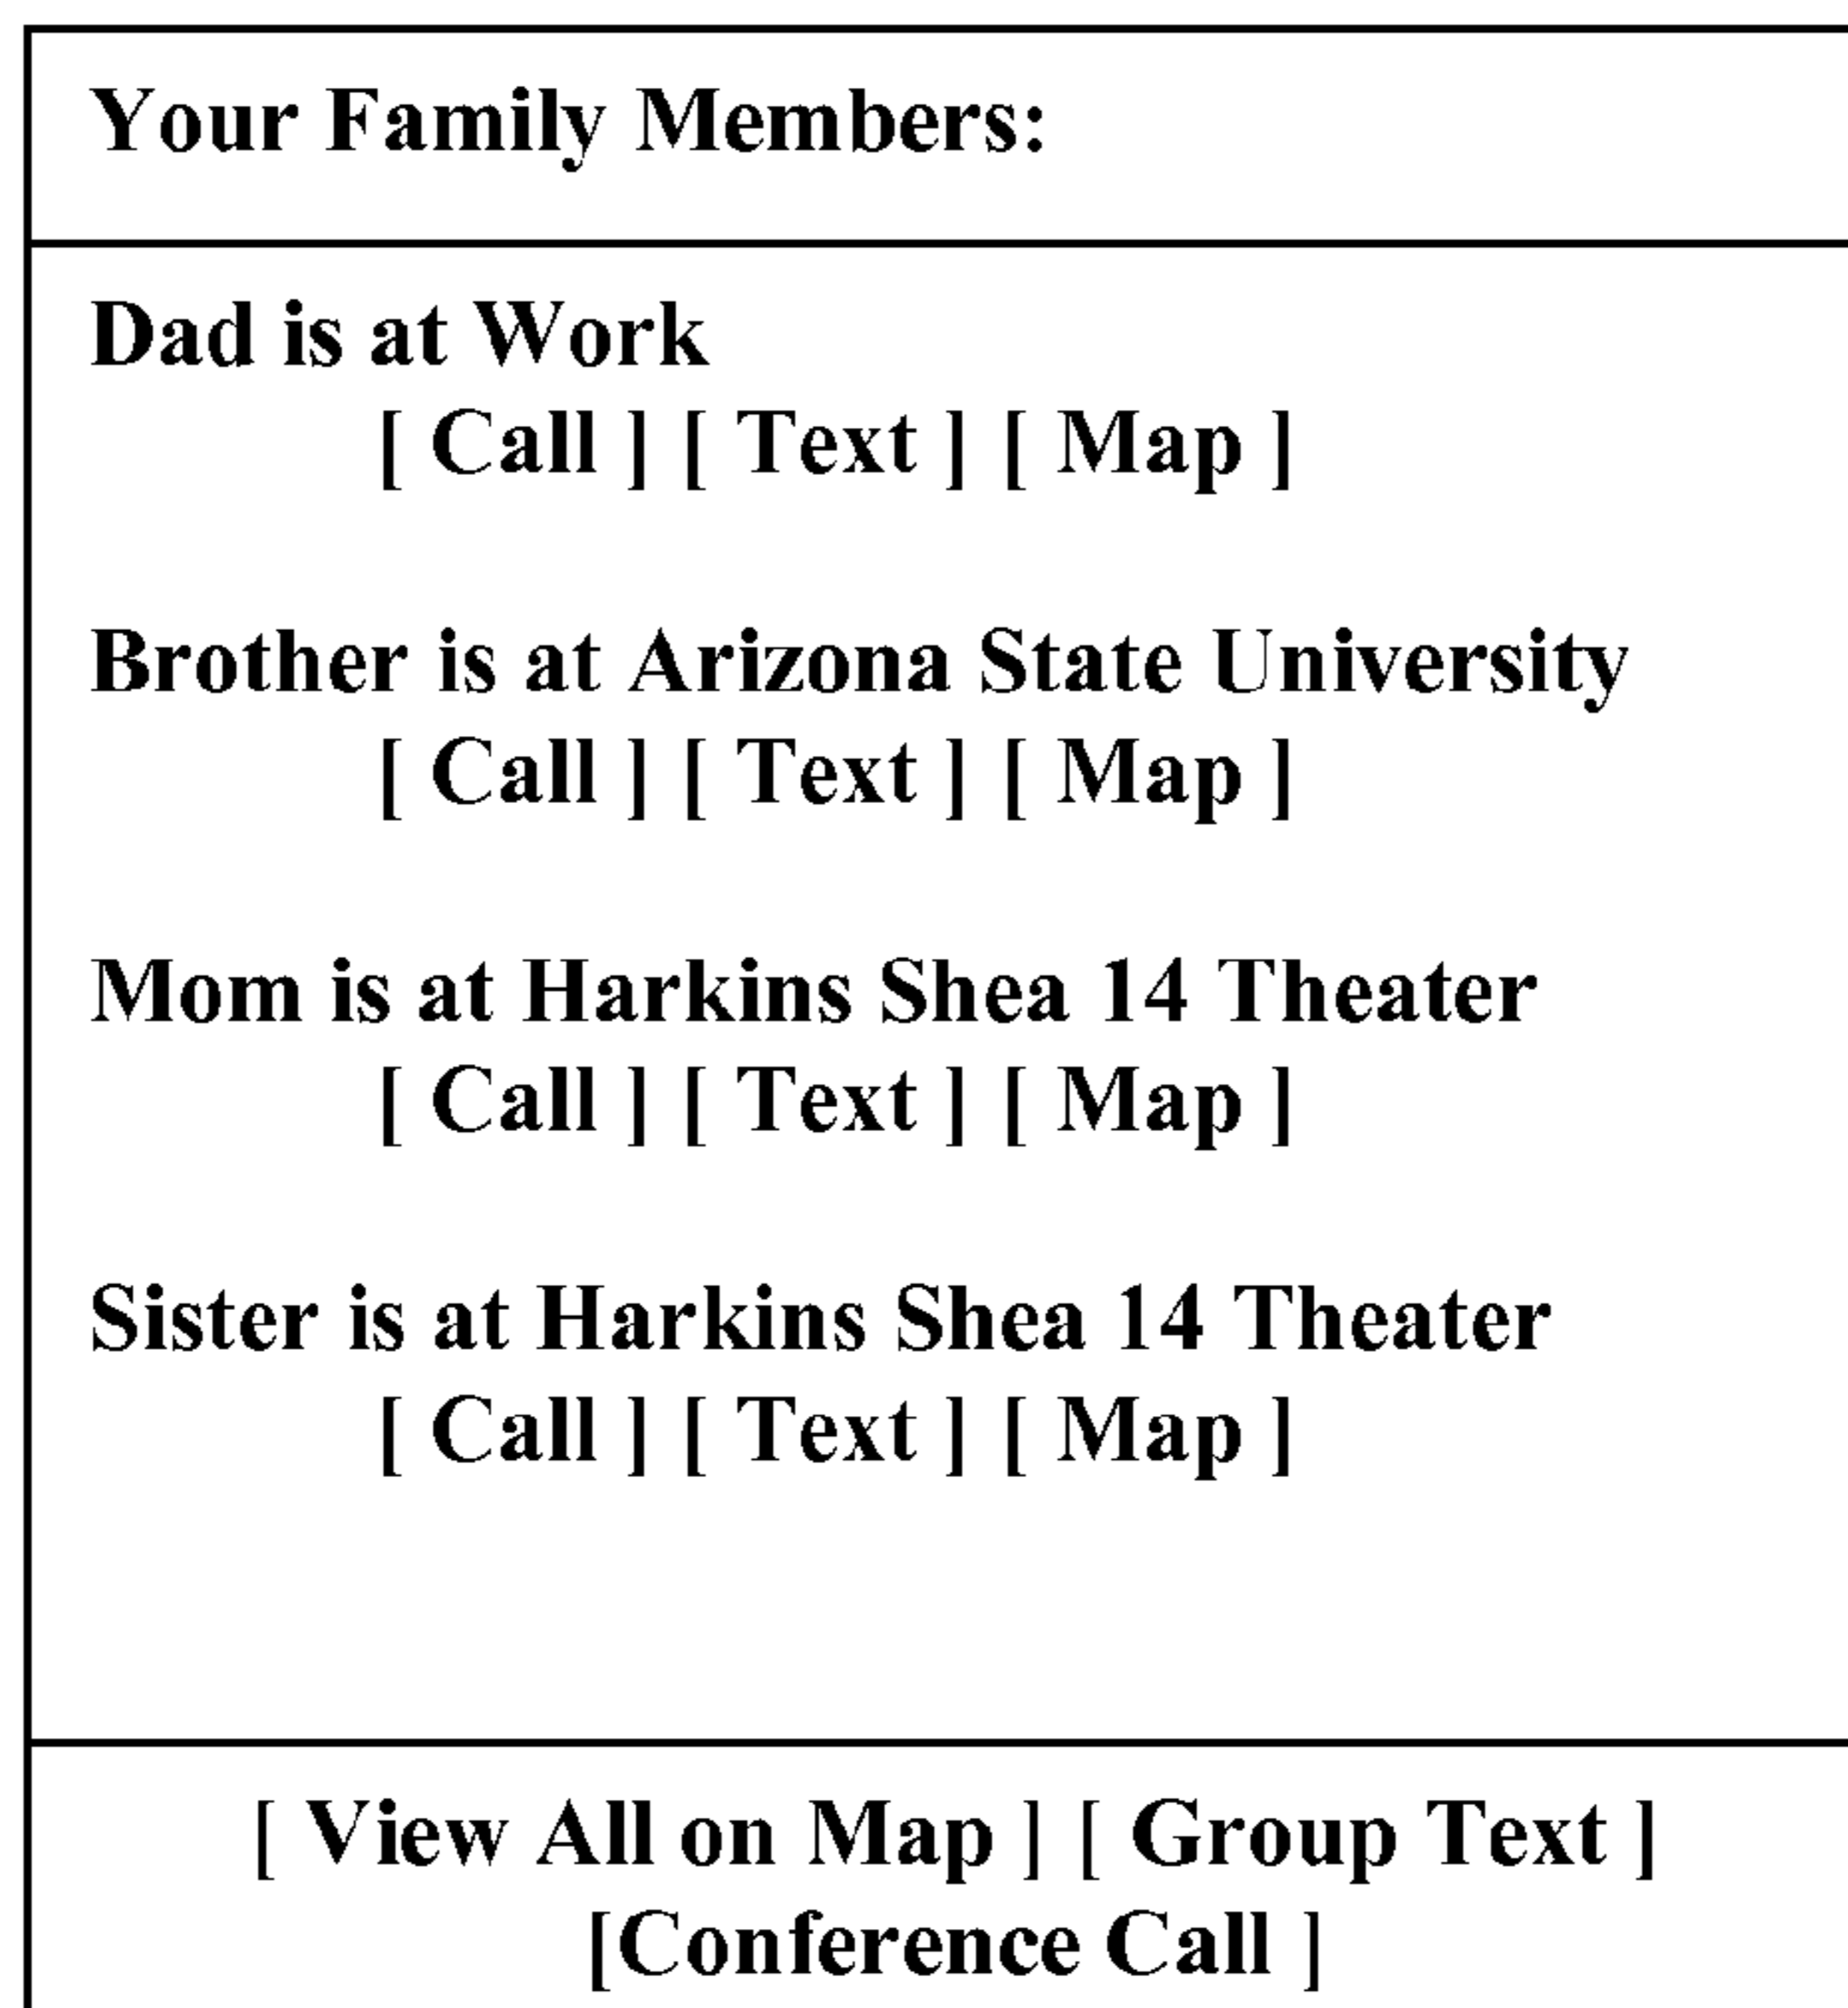 Your Family Members:
Dad is at Work
[ Call ] [ Text ] [ Map ]
Brother is at Arizona State University
[ Call ] [ Text ] [ Map ]
Mom is at Harkins Shea 14 Theater
[ Call ] [ Text ] [ Map ]
Sister is at Harkins Shea 14 Theater
[ Call ] [ Text ] [ Map ]
[ View All on Map ] [ Group Text ]
[Conference Call ]